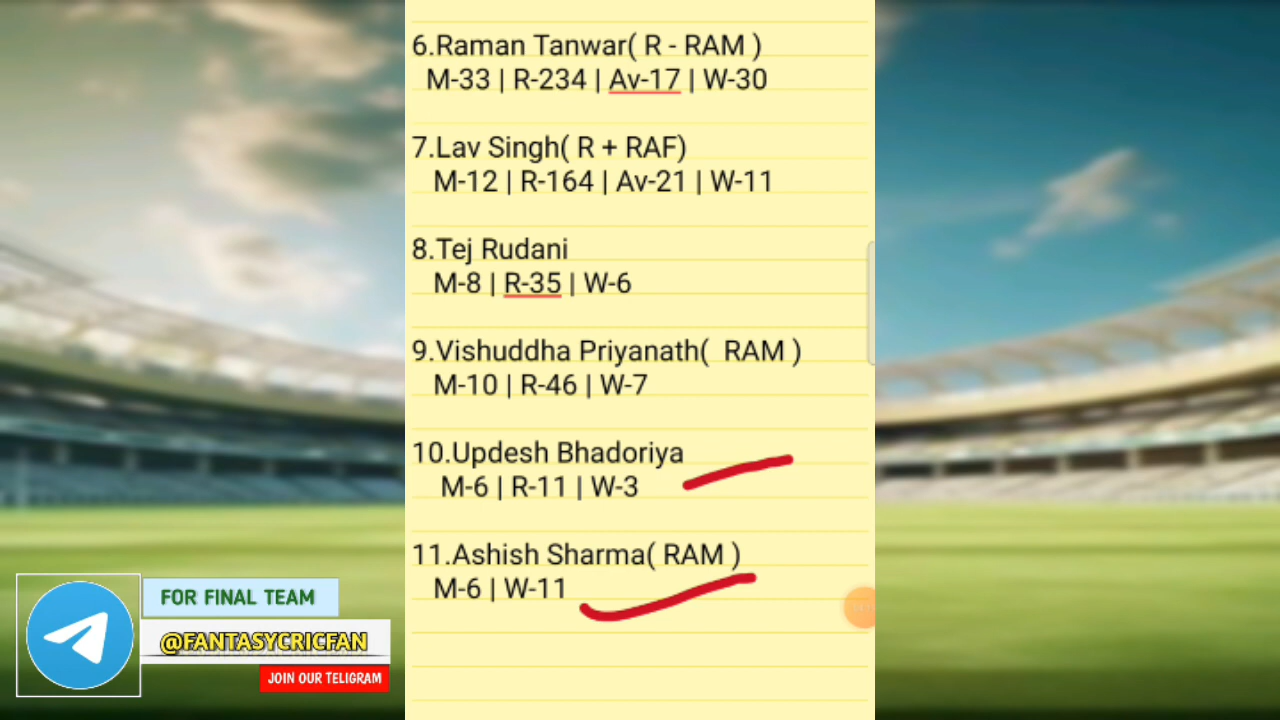 6.Raman Tanwar( R - RAM )
M-33 | R-234 | Av-17 | W-30
7.Lav Singh( R + RAF)
M-12 | R-164 | Av-21 | W-11
8.Tej Rudani
M-8 | R-35 | W-6
9.Vishuddha Priyanath(  RAM )
M-10 | R-46 | W-7
10.Updesh Bhadoriya
M-6 | R-11 | W-3
11.Ashish Sharma( RAM )
M-6 | W-11
FOR FINAL TEAM
@FANTASYCRICFAN
JOIN OUR TELIGRAM